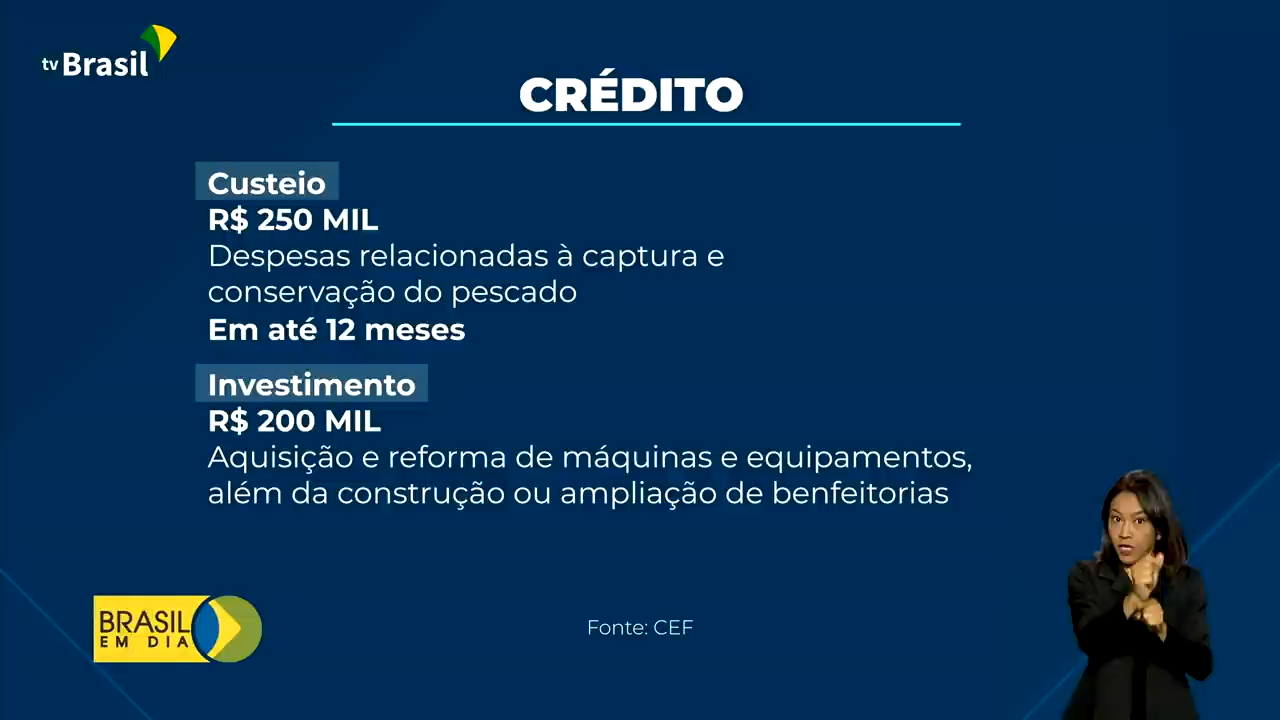 tv Brasil
CRÉDITO
Custeio
R$ 250 MIL
Despesas relacionadas à captura e
conservação do pescado
Em até 12 meses
Investimento
R$ 200 MIL
Aquisição e reforma de máquinas e equipamentos,
além da construção ou ampliação de benfeitorias
BRASIL
EM DIA
Fonte: CEF